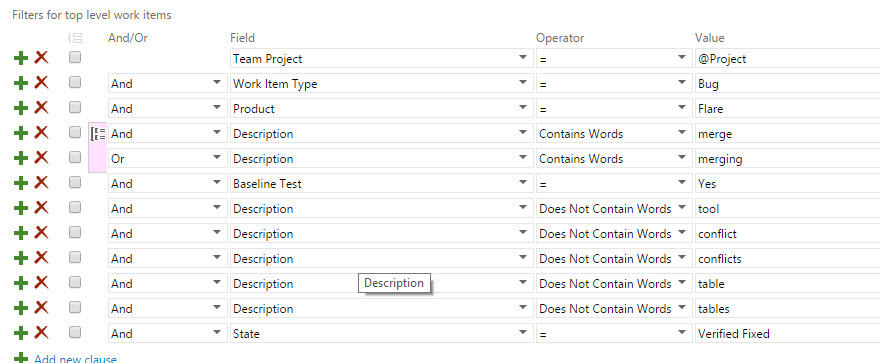 Filters for top level work items
And/Or Field Operator Value
Team Project = @Project
And Work Item Type = Bug
And Product = Flare
And Description Contains Words merge
Or Description Contains Words merging
And Baseline Test = Yes
And Description Does Not Contain Words tool
And Description Does Not Contain Words conflict
And Description Does Not Contain Words conflicts
And Description Does Not Contain Words table
Description
And Description Does Not Contain Words tables
And State = Verified Fixed
Add new clause